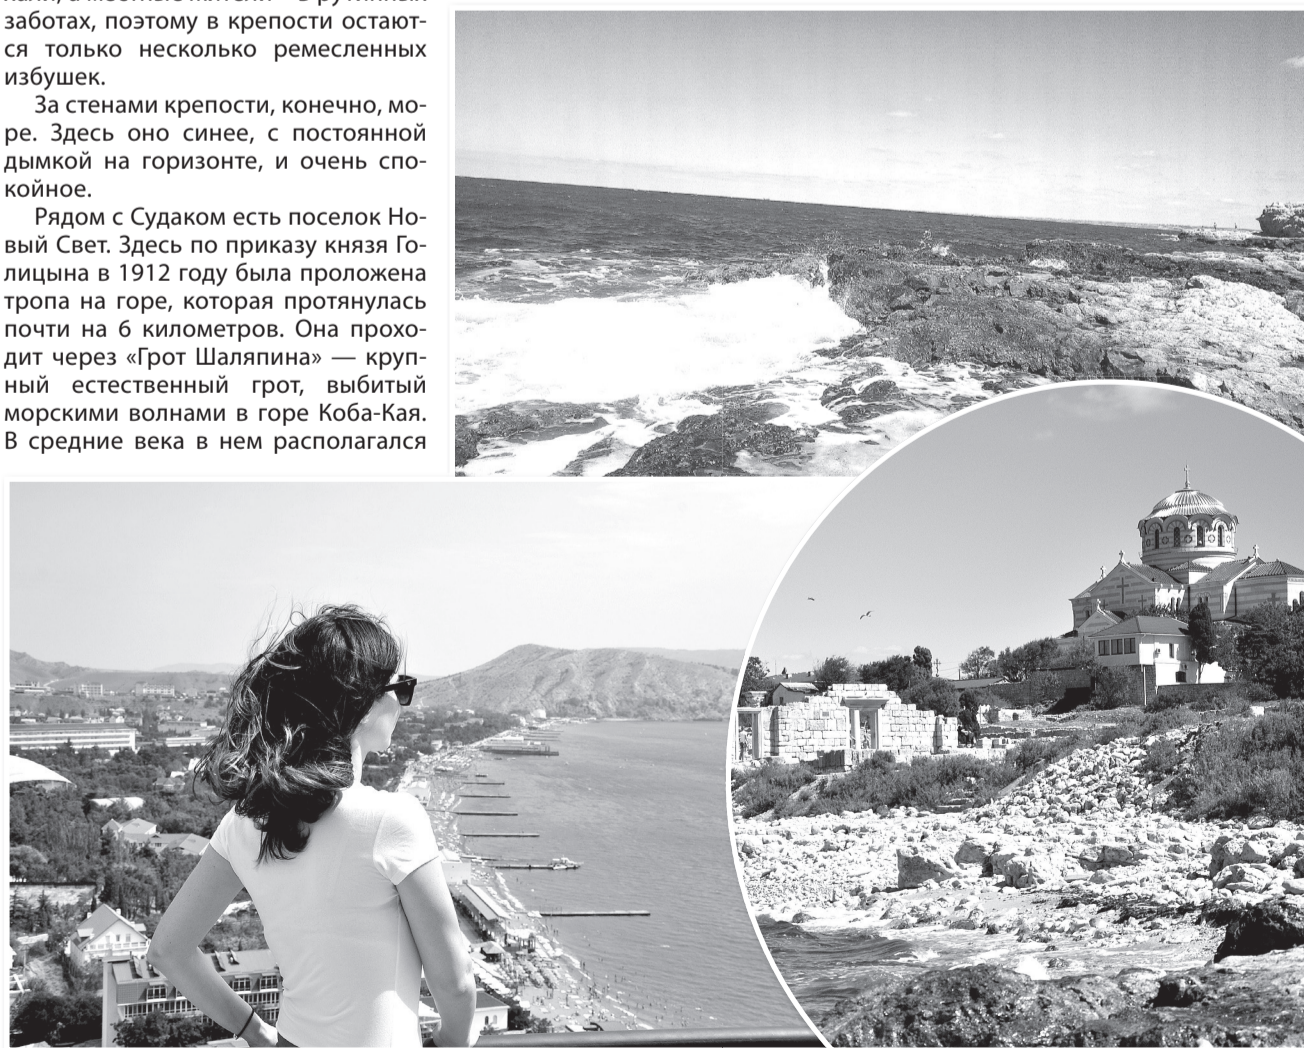 заботах, поэтому в крепости остают-
ся только несколько ремесленных
избушек.
За стенами крепости, конечно, мо-
ре. Здесь оно синее, с постоянной
дымкой на горизонте, и очень спо-
койное.
Рядом с Судаком есть поселок Но-
вый Свет. Здесь по приказу князя Го-
лицына в 1912 году была проложена
тропа на горе, которая протянулась
почти на 6 километров. Она прохо-
дит через «Грот Шаляпина» — круп-
ный естественный грот, выбитый
морскими волнами в горе Коба-Кая.
В средние века в нем располагался